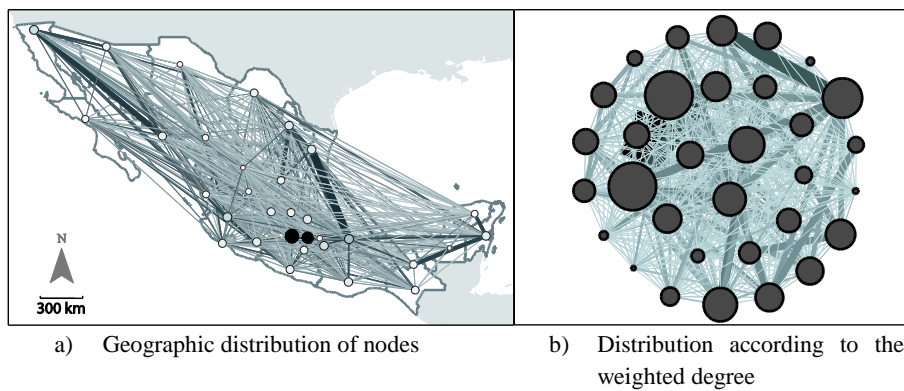 N
300 km
a) Geographic distribution of nodes
b) Distribution according to the
weighted degree